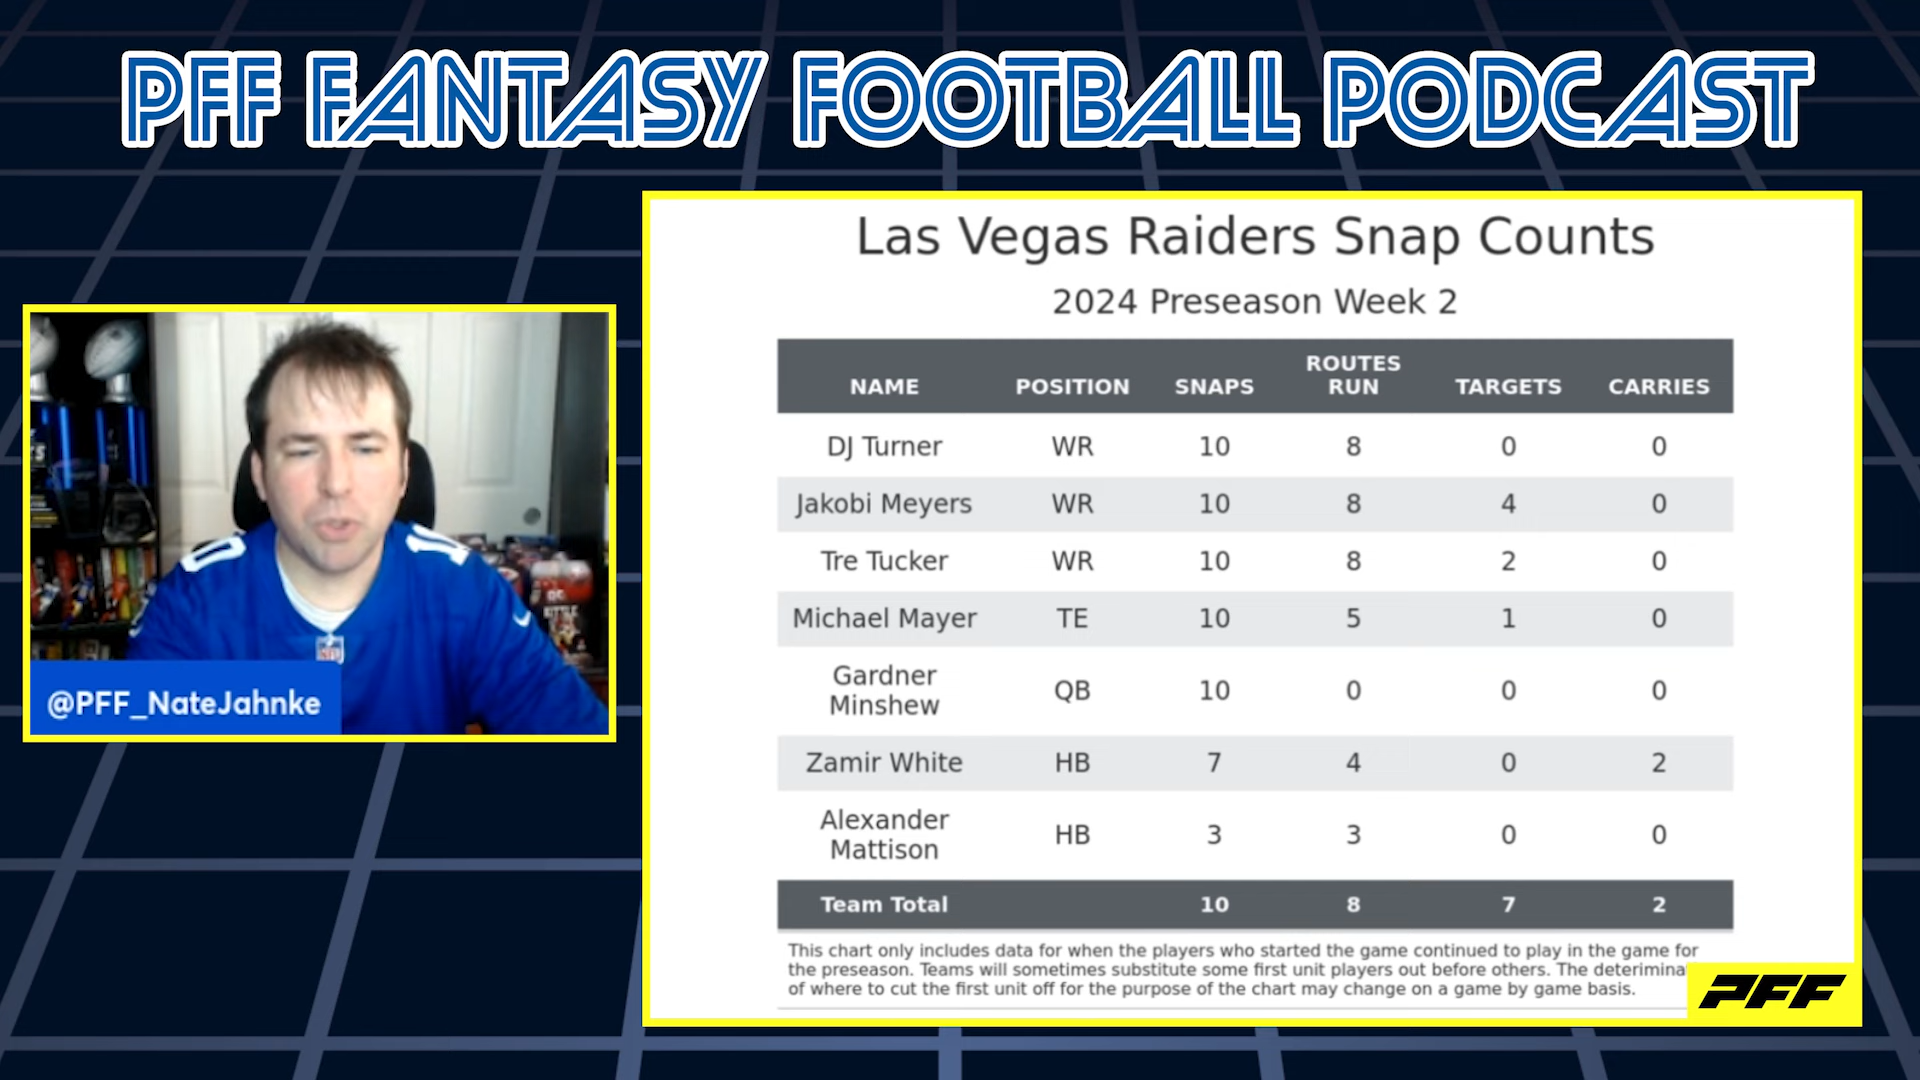 PFF FANTASY FOOTBALL PODCAST
Las Vegas Raiders Snap Counts
2024 Preseason Week 2
NAME POSITION SNAPS ROUTES RUN TARGETS CARRIES
DJ Turner WR 10 8 0 0
Jakobi Meyers WR 10 8 4 0
Tre Tucker WR 10 8 2 0
Michael Mayer TE 10 5 1 0
Gardner Minshew QB 10 0 0 0
Zamir White HB 7 4 0 2
Alexander Mattison HB 3 3 0 0
Team Total 10 8 7 2
This chart only includes data for when the players who started the game continued to play in the game for
the preseason. Teams will sometimes substitute some first unit players out before others. The
of where to cut the first unit off for the purpose of the chart may change on a game by game basis.
PFF
@PFF_NateJahnke
10
NFL
KITTLE